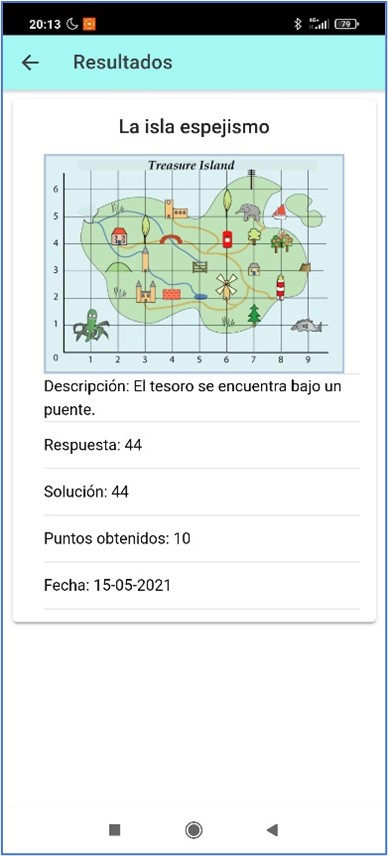 20:13
4G+
79
Resultados
La isla espejismo
Treasure Island
6
5
4
3
2
1
0
1 2 3 4 5 6 7 8 9
Descripción: El tesoro se encuentra bajo un
puente.
Respuesta: 44
Solución: 44
Puntos obtenidos: 10
Fecha: 15-05-2021